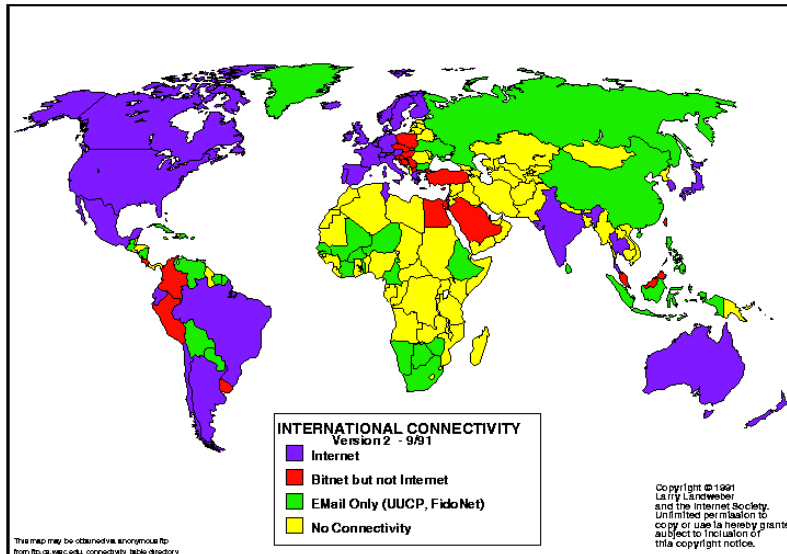 INTERNATIONAL CONNECTIVITY
Version 2 - 9/91
Internet
Bitnet but not Internet
EMail Only (UUCP, FidoNet)
No Connectivity
Copyright © 1991
Larry Landweber
and the Internet Society.
Unlimited permission to
copy or use is hereby grante
subject to inclusion of
this copyright notice.
This map may be obtained via anonymous ftp
from ftp.cs.wisc.edu, connectivity_table directory